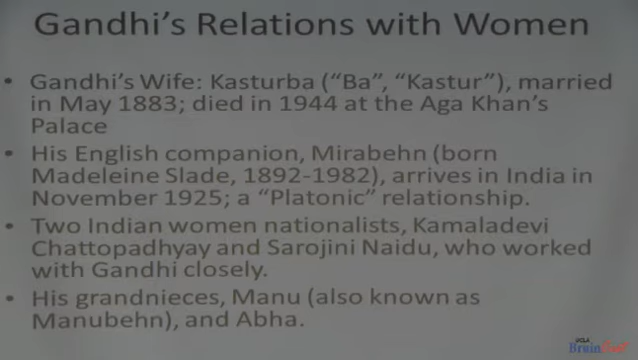 Gandhi's Relations with Women
• Gandhi's Wife: Kasturba ("Ba", "Kastur"), married
in May 1883; died in 1944 at the Aga Khan's
Palace
• His English companion, Mirabehn (born
Madeleine Slade, 1892-1982), arrives in India in
November 1925; a "Platonic" relationship.
• Two Indian women nationalists, Kamaladevi
Chattopadhyay and Sarojini Naidu, who worked
with Gandhi closely.
• His grandnieces, Manu (also known as
Manubehn), and Abha.
UCLA
Brain